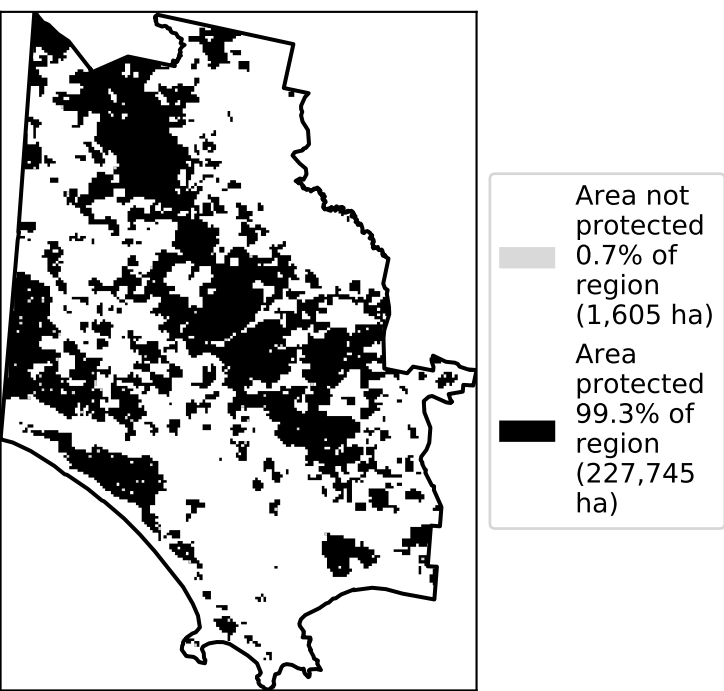 Area not
protected
0.7% of
region
(1,605 ha)
Area
protected
99.3% of
region
(227,745
ha)